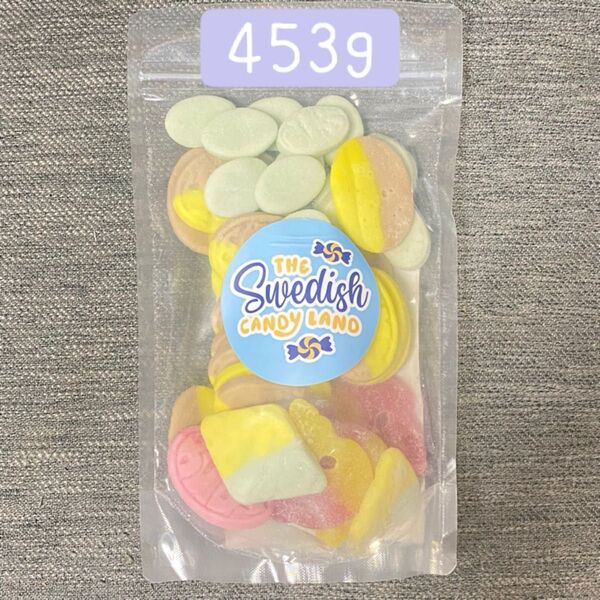 453g
THE
Swedish
CANDY LAND